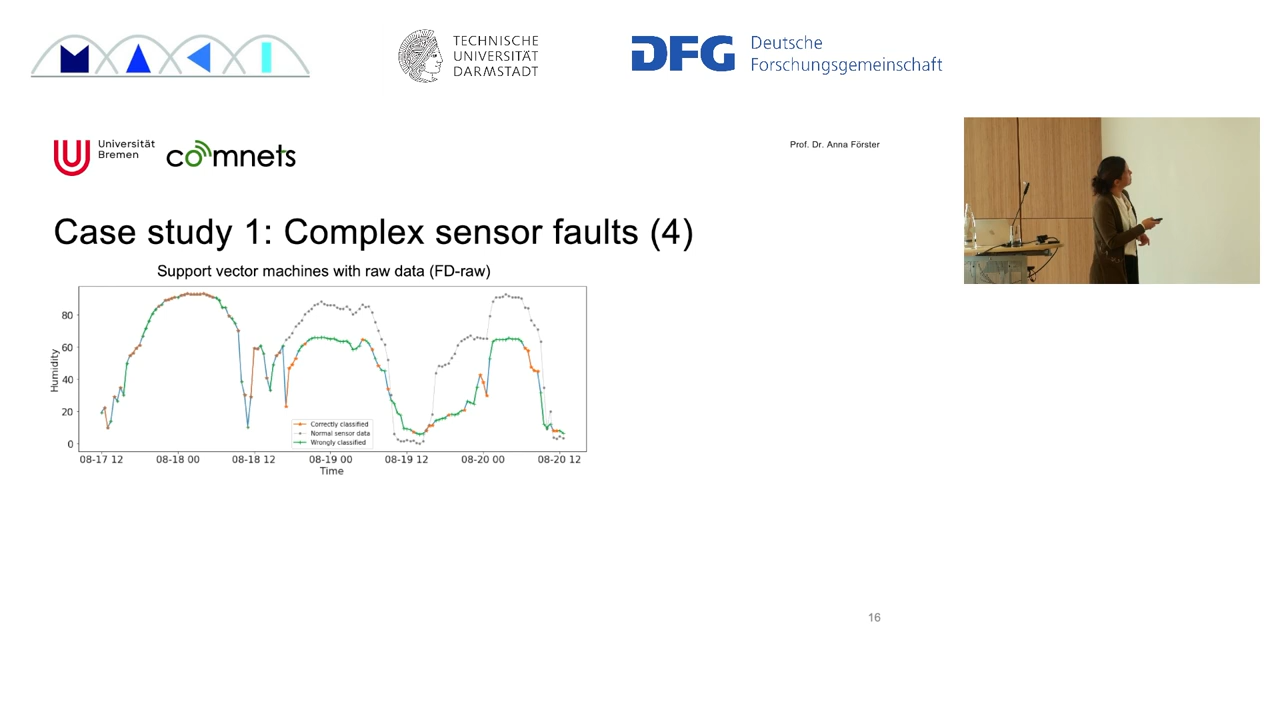 TECHNISCHE
UNIVERSITÄT
DARMSTADT
DFG
Deutsche
Forschungsgemeinschaft
Universität
Bremen
comnets
Prof. Dr. Anna Förster
Case study 1: Complex sensor faults (4)
Support vector machines with raw data (FD-raw)
80
60
40
20
0
Humidity
Correctly classified
Normal sensor data
Wrongly classified
08-17 12 08-18 00 08-18 12 08-19 00 08-19 12 08-20 00 08-20 12
Time
16